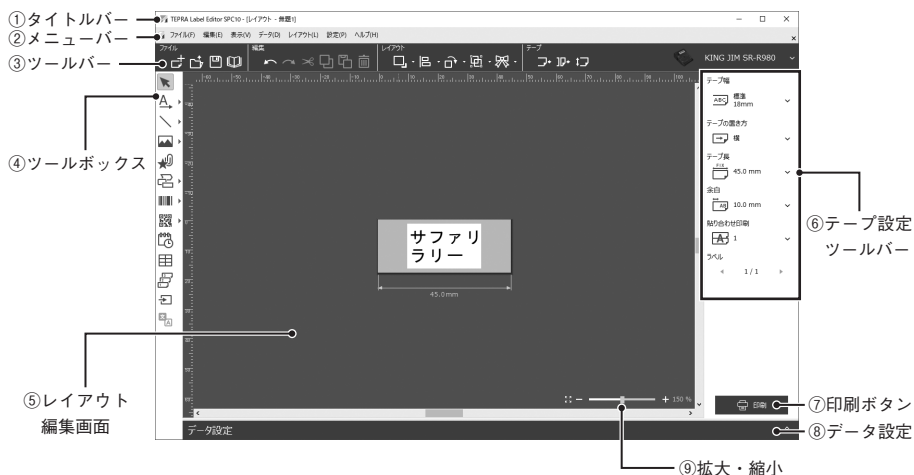 ①タイトルバー
②メニューバー
③ツールバー
④ツールボックス
⑤レイアウト
編集画面
TEPRA Label Editor SPC10 - [レイアウト - 無題1]
ファイル(F) 編集(E) 表示(V) データ(D) レイアウト(L) 設定(P) ヘルプ(H)
ファイル 編集 レイアウト テープ
KING JIM SR-R980
サファリ
ラリー
45.0mm
150 %
データ設定
テープ幅
ABC 標準
18mm
テープの置き方
横
テープ長
45.0 mm
余白
AB 10.0 mm
貼り合わせ印刷
A 1
ラベル
1 / 1
印刷
⑥テープ設定
ツールバー
⑦印刷ボタン
⑧データ設定
⑨拡大・縮小